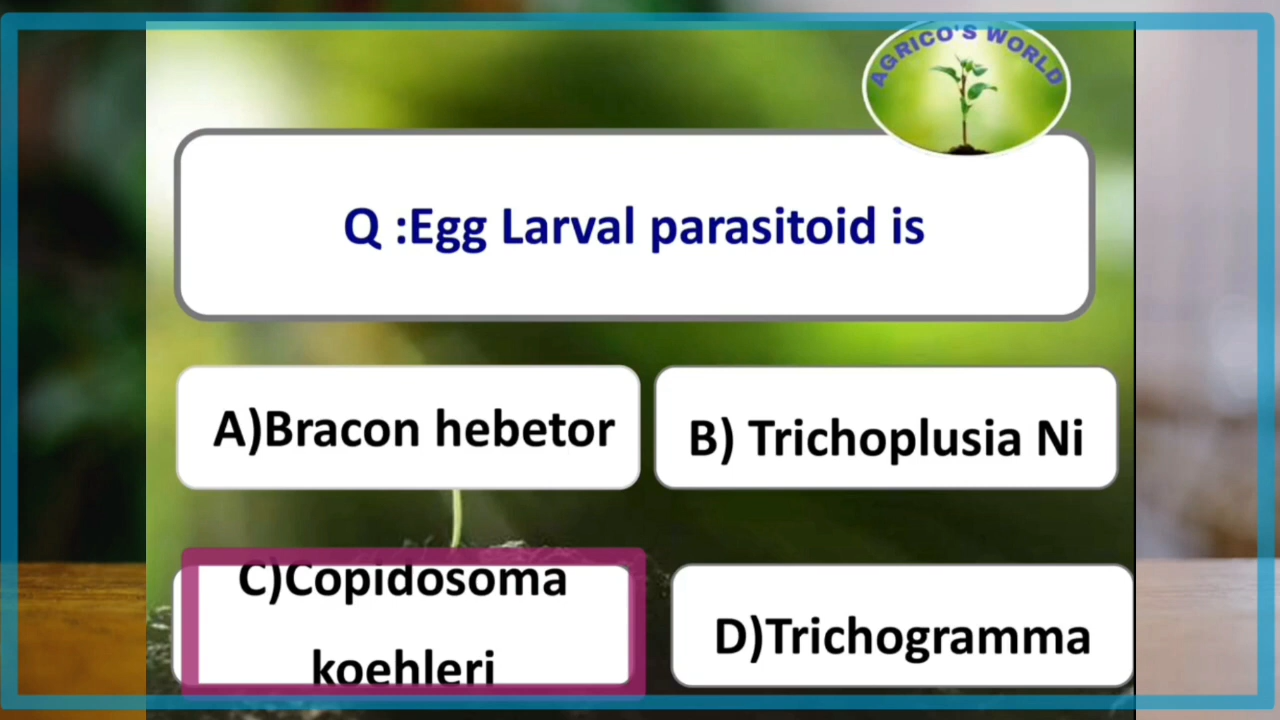 AGRICO'S WORLD
Q :Egg Larval parasitoid is
A)Bracon hebetor
B) Trichoplusia Ni
C)Copidosoma
koehleri
D)Trichogramma